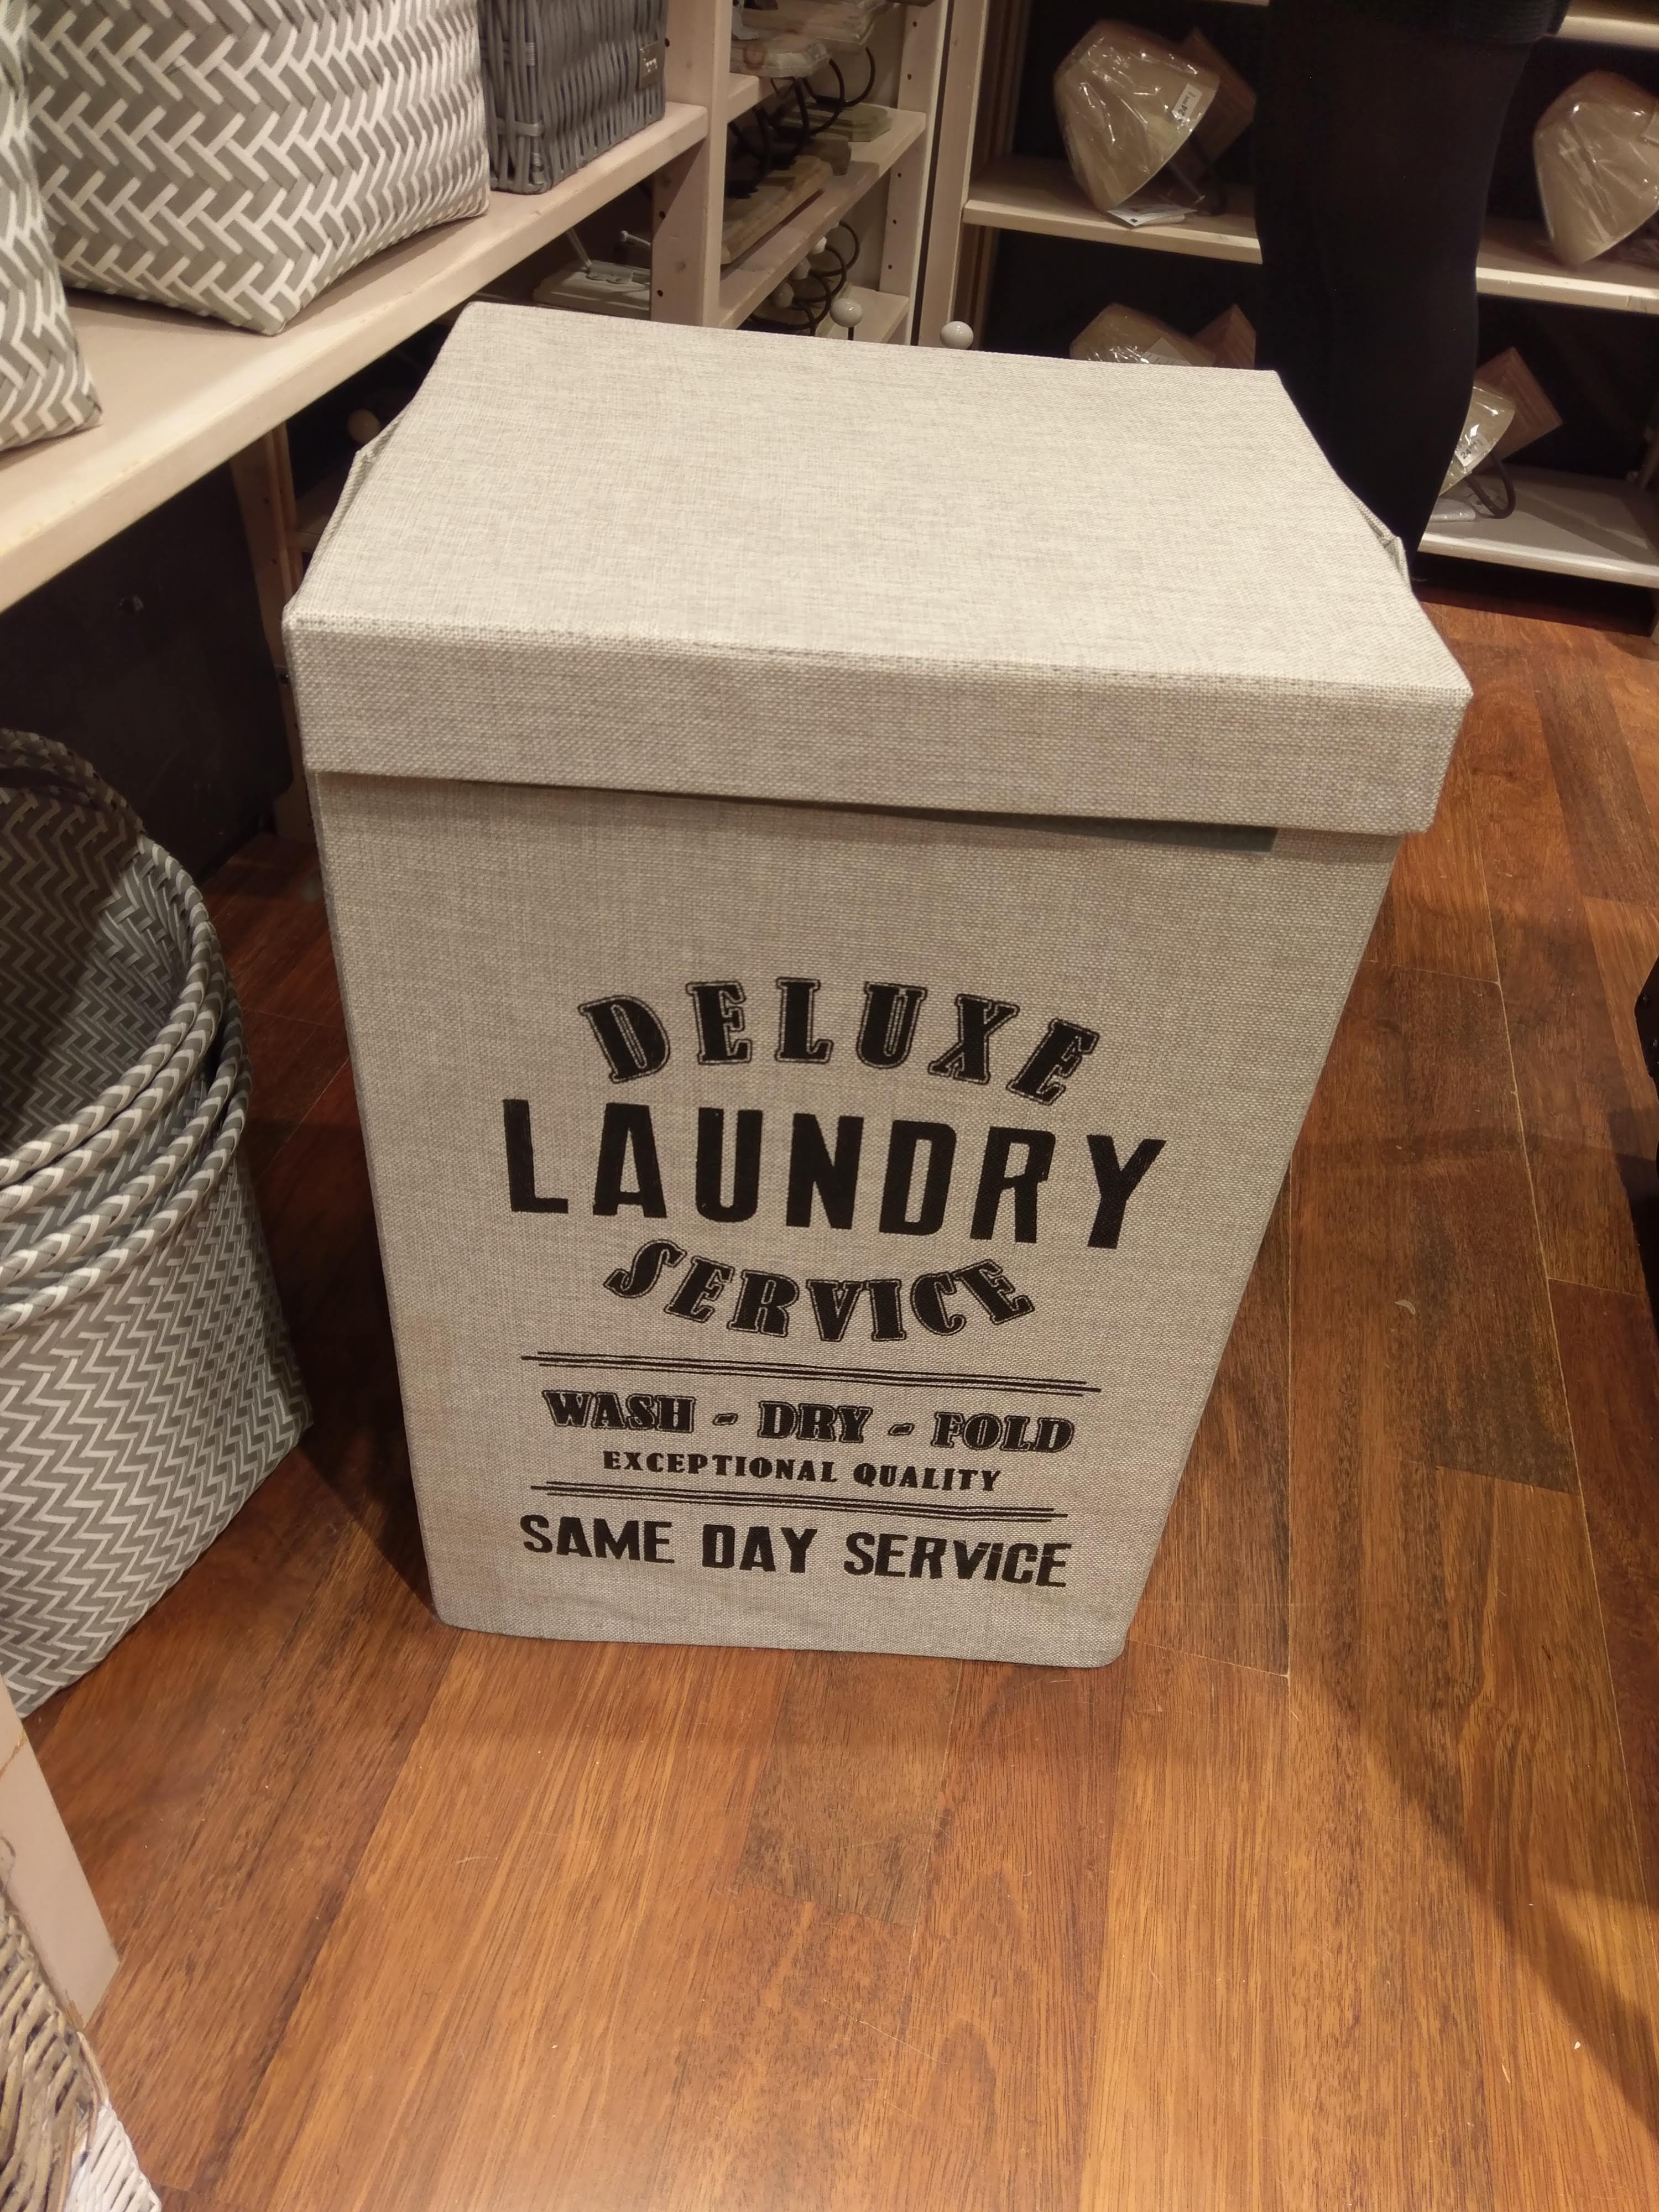 DELUXE
LAUNDRY
SERVICE
WASH - DRY - FOLD
EXCEPTIONAL QUALITY
SAME DAY SERVICE